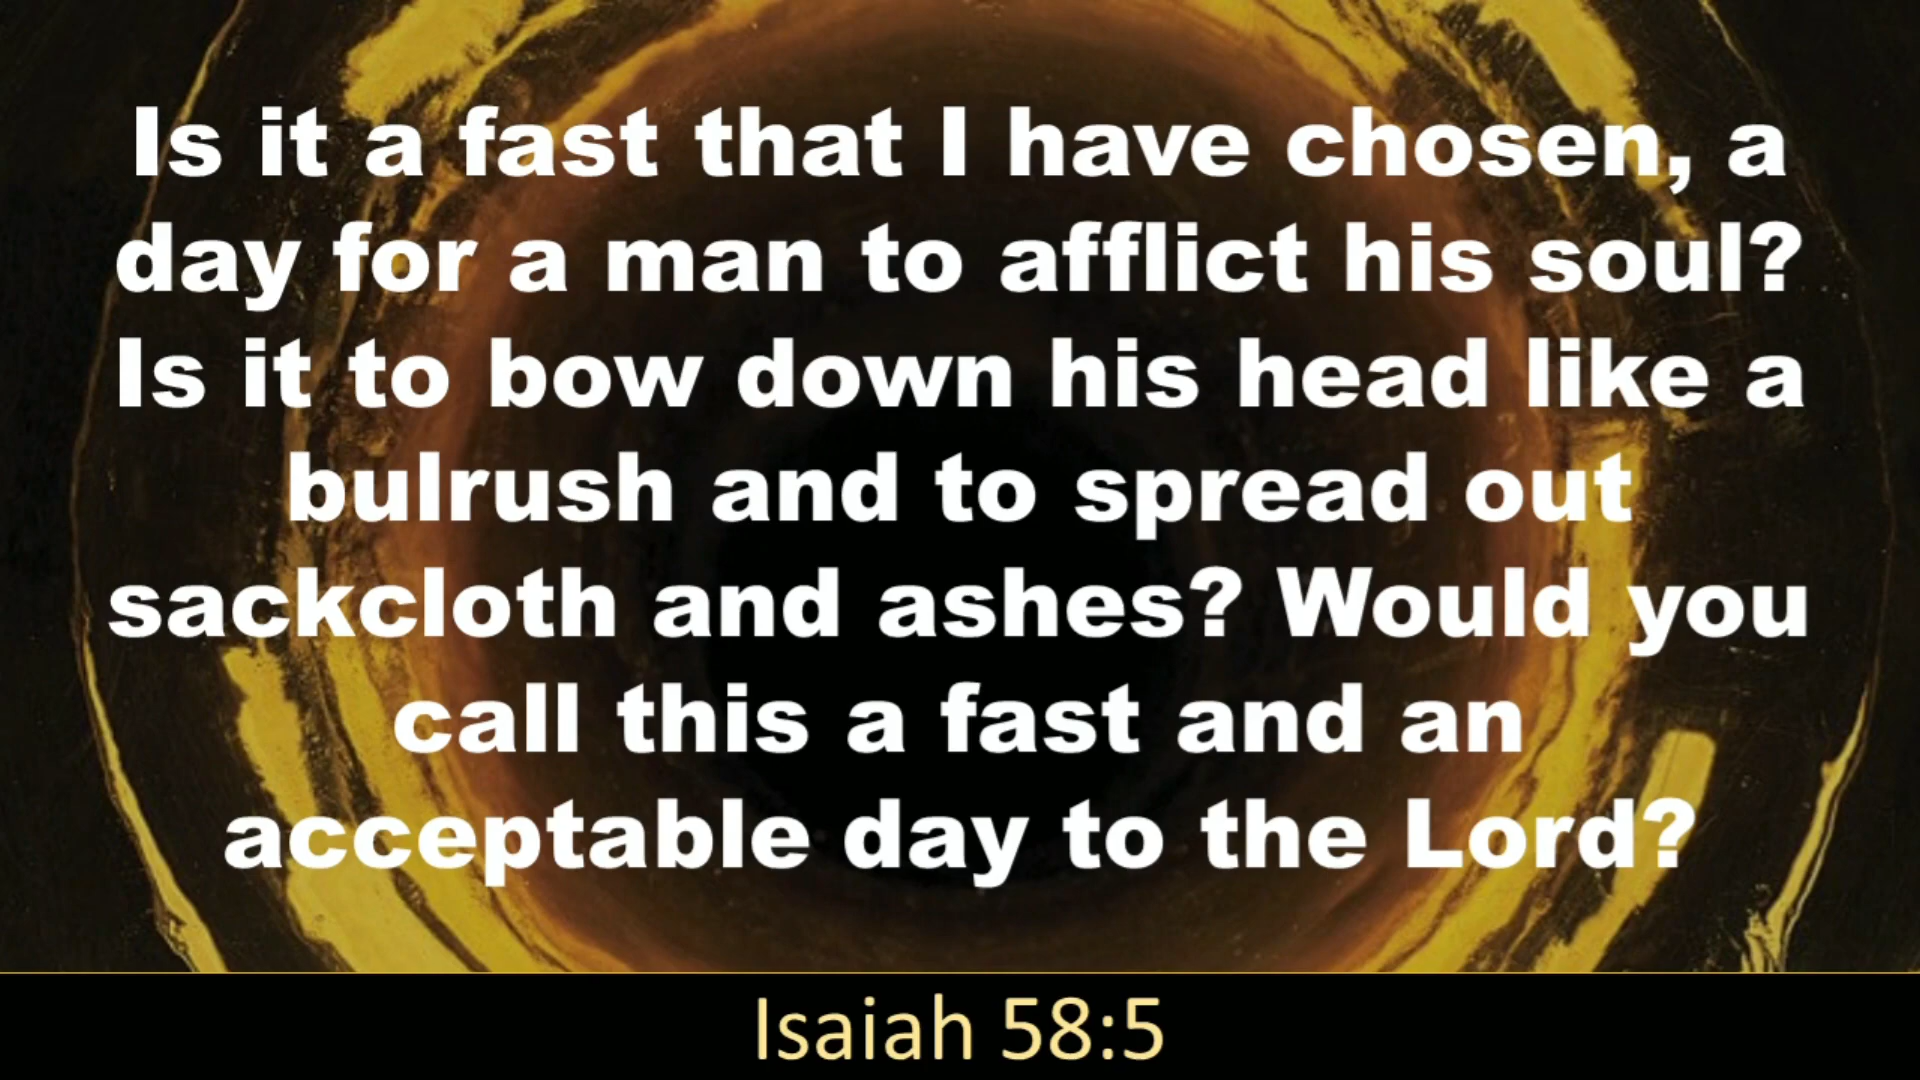 Is it a fast that I have chosen, a
day for a man to afflict his soul?
Is it to bow down his head like a
bulrush and to spread out
sackcloth and ashes? Would you
call this a fast and an
acceptable day to the Lord?
Isaiah 58:5